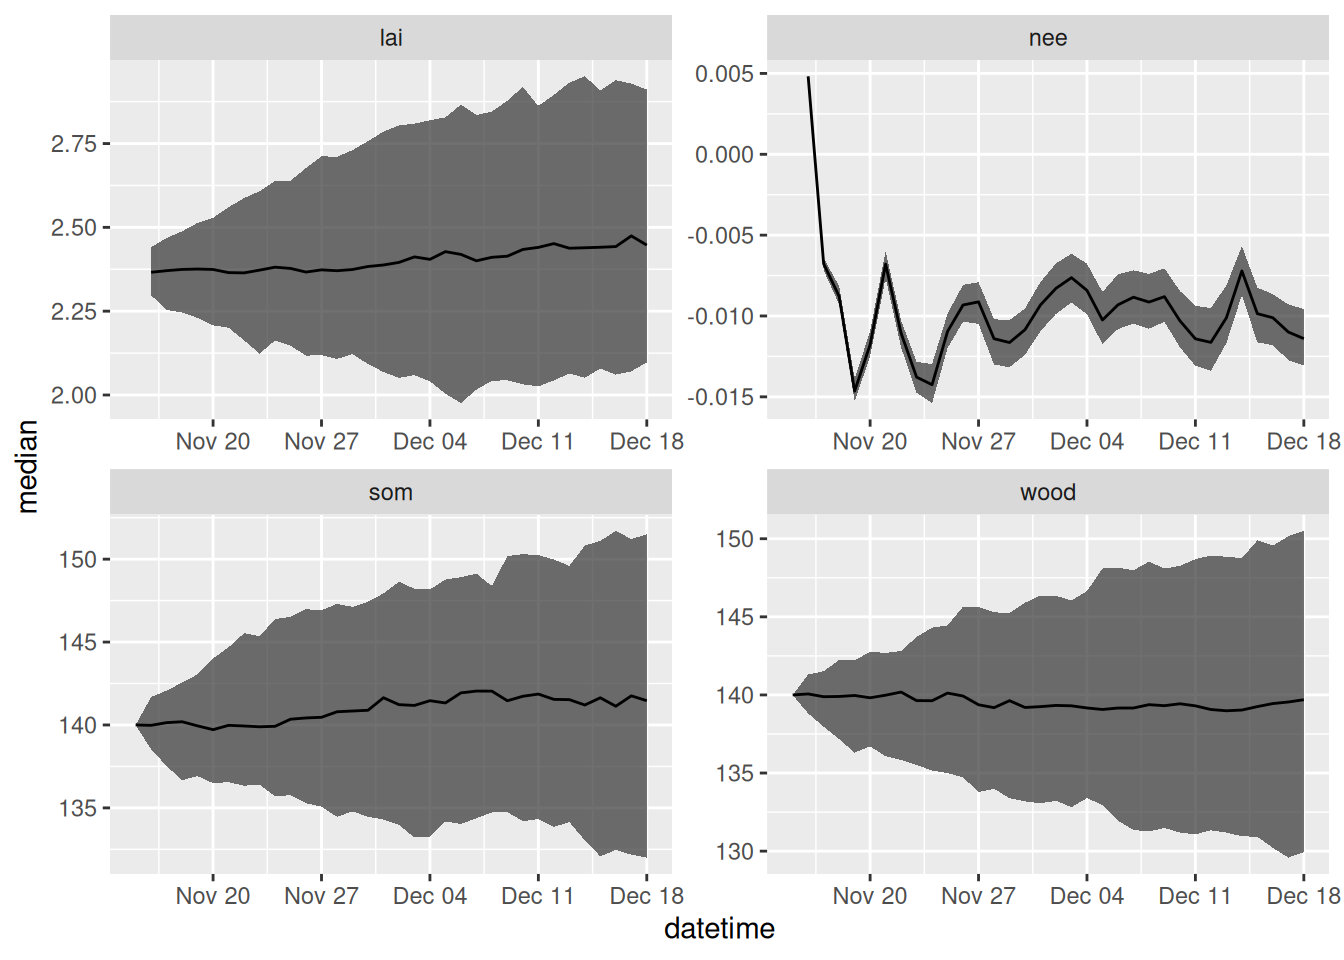 lai
nee
2.75
2.50
2.25
2.00
0.005
0.000
-0.005
-0.010
-0.015
Nov 20 Nov 27 Dec 04 Dec 11 Dec 18
Nov 20 Nov 27 Dec 04 Dec 11 Dec 18
median
som
wood
150
145
140
135
150
145
140
135
130
Nov 20 Nov 27 Dec 04 Dec 11 Dec 18
Nov 20 Nov 27 Dec 04 Dec 11 Dec 18
datetime